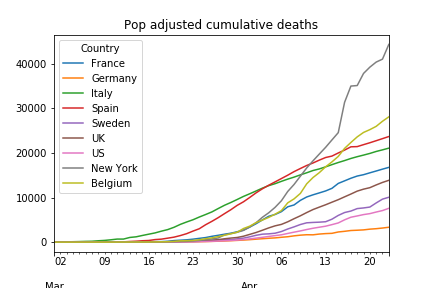 Pop adjusted cumulative deaths
Country
France
Germany
Italy
Spain
Sweden
UK
US
New York
Belgium
40000
30000
20000
10000
0
02 09 16 23 30 06 13 20
Mar Apr